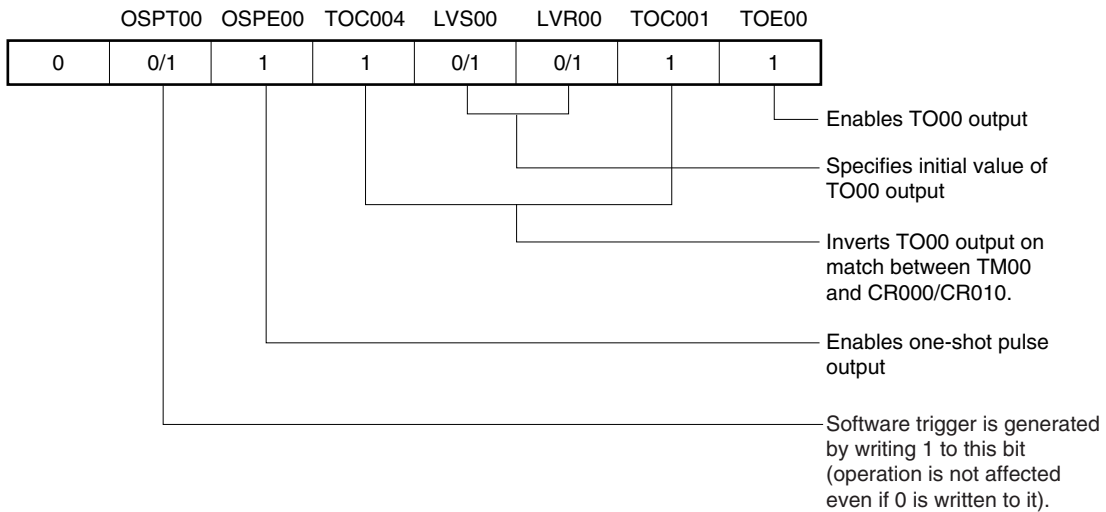 OSPT00 OSPE00 TOC004 LVS00 LVR00 TOC001 TOE00
0 0/1 1 1 0/1 0/1 1 1
Enables TO00 output
Specifies initial value of
TO00 output
Inverts TO00 output on
match between TM00
and CR000/CR010.
Enables one-shot pulse
output
Software trigger is generated
by writing 1 to this bit
(operation is not affected
even if 0 is written to it).